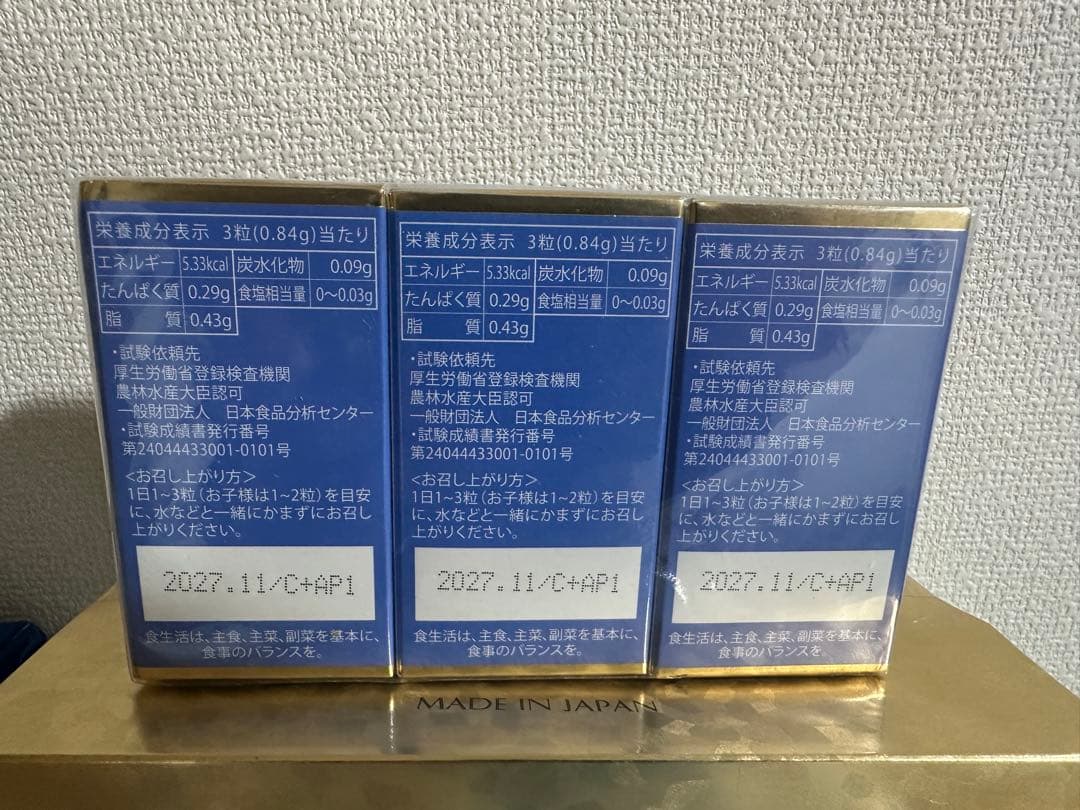 栄養成分表示 3粒(0.84g)当たり
エネルギー 5.33kcal 炭水化物 0.09g
たんぱく質 0.29g 食塩相当量 0〜0.03g
脂 質 0.43g
・試験依頼先
厚生労働省登録検査機関
農林水産大臣認可
一般財団法人 日本食品分析センター
・試験成績書発行番号
第24044433001-0101号
<お召し上がり方>
1日1~3粒(お子様は1~2粒)を目安
に、水などと一緒にかまずにお召し
上がりください。
2027.11/C+AP1
食生活は、主食、主菜、副菜を基本に、
食事のバランスを。
栄養成分表示 3粒(0.84g)当たり
エネルギー 5.33kcal 炭水化物 0.09g
たんぱく質 0.29g 食塩相当量 0〜0.03g
脂 質 0.43g
・試験依頼先
厚生労働省登録検査機関
農林水産大臣認可
一般財団法人 日本食品分析センター
・試験成績書発行番号
第24044433001-0101号
<お召し上がり方>
1日1~3粒(お子様は1~2粒)を目安
に、水などと一緒にかまずにお召し
上がりください。
2027.11/C+AP1
食生活は、主食、主菜、副菜を基本に、
食事のバランスを。
栄養成分表示 3粒(0.84g)当たり
エネルギー 5.33kcal 炭水化物 0.09g
たんぱく質 0.29g 食塩相当量 0〜0.03g
脂 質 0.43g
・試験依頼先
厚生労働省登録検査機関
農林水産大臣認可
一般財団法人 日本食品分析センター
・試験成績書発行番号
第24044433001-0101号
<お召し上がり方>
1日1~3粒(お子様は1~2粒)を目安
に、水などと一緒にかまずにお召し
上がりください。
2027.11/C+AP1
食生活は、主食、主菜、副菜を基本に、
食事のバランスを。
MADE IN JAPAN